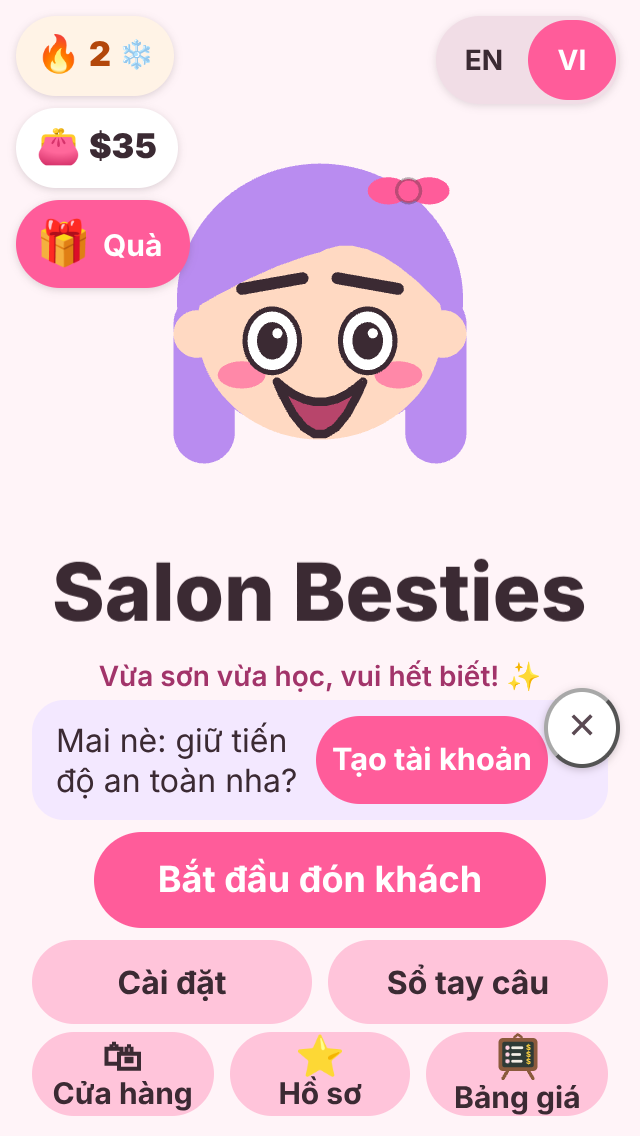 🔥 2 ❄️
EN VI
👛 $35
🎁 Quà
Salon Besties
Vừa sơn vừa học, vui hết biết! ✨
Mai nè: giữ tiến
độ an toàn nha?
Tạo tài khoản
✕
Bắt đầu đón khách
Cài đặt
Sổ tay câu
🛍
Cửa hàng
⭐
Hồ sơ
Bảng giá